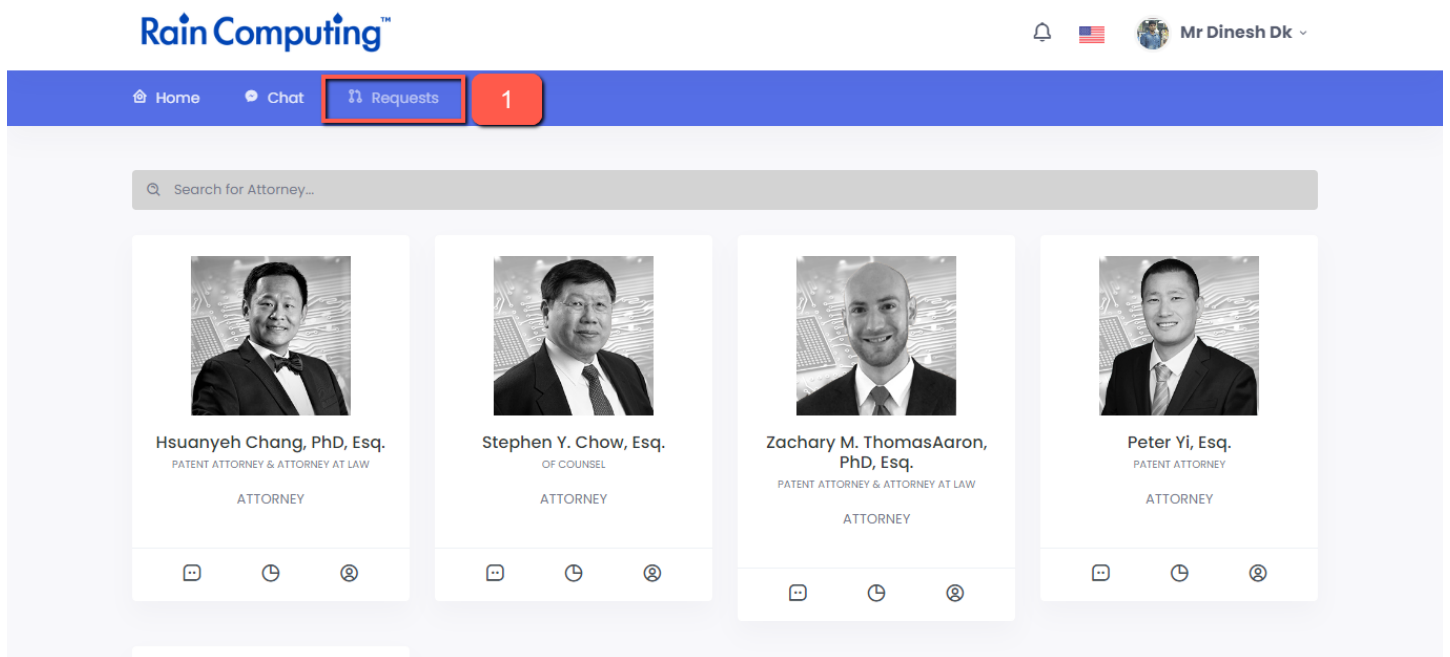 Rain Computing™
Mr Dinesh Dk
Home
Chat
Requests
1
Search for Attorney...
Hsuanyeh Chang, PhD, Esq.
PATENT ATTORNEY & ATTORNEY AT LAW
ATTORNEY
Stephen Y. Chow, Esq.
OF COUNSEL
ATTORNEY
Zachary M. ThomasAaron,
PhD, Esq.
PATENT ATTORNEY & ATTORNEY AT LAW
ATTORNEY
Peter Yi, Esq.
PATENT ATTORNEY
ATTORNEY